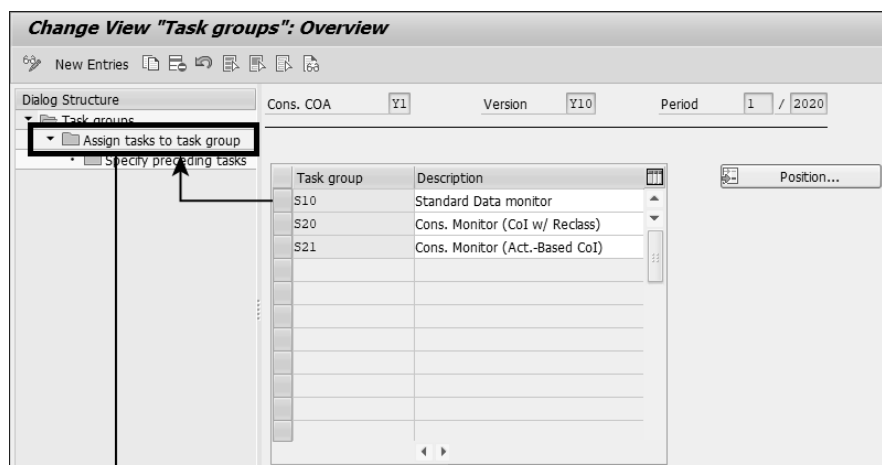 Change View "Task groups": Overview
New Entries
Dialog Structure
Task groups
Assign tasks to task group
Specify preceding tasks
Cons. COA Y1 Version Y10 Period 1 / 2020
Task group Description
Position...
S10 Standard Data monitor
S20 Cons. Monitor (CoI w/ Reclass)
S21 Cons. Monitor (Act.-Based CoI)